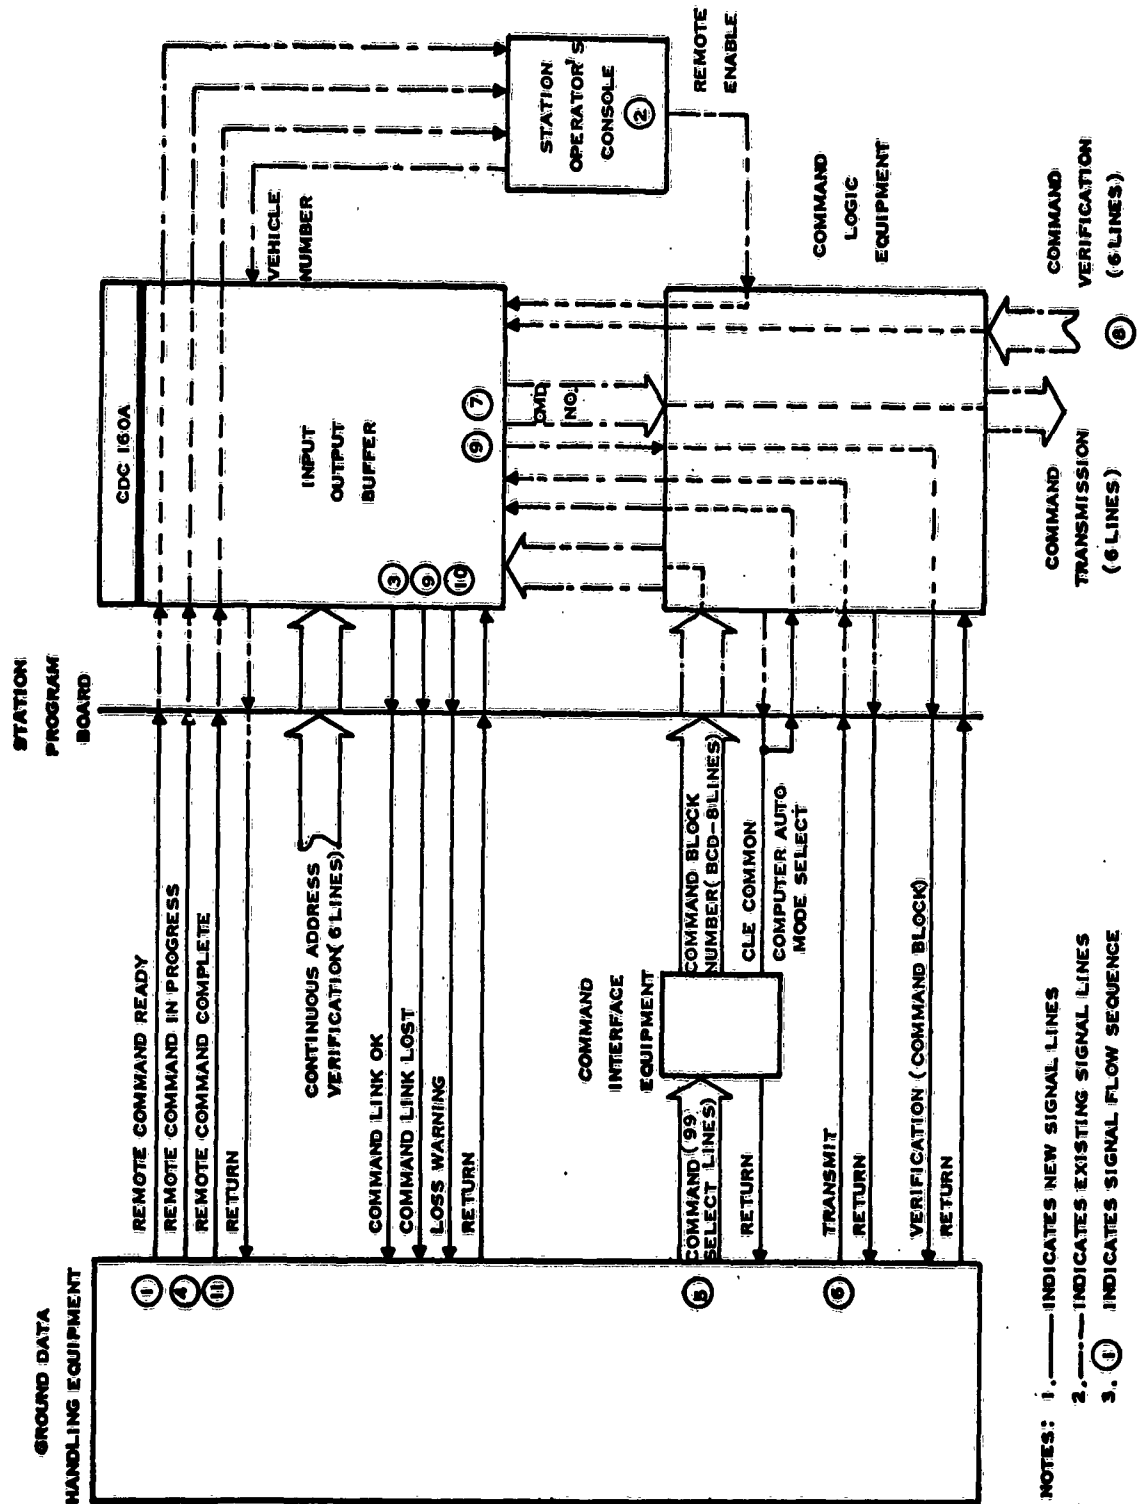 STATION
PROGRAM
BOARD
GROUND DATA
HANDLING EQUIPMENT
CDC 160A
INPUT
OUTPUT
BUFFER
STATION
OPERATOR'S
CONSOLE
2
REMOTE
ENABLE
VEHICLE
NUMBER
1
REMOTE COMMAND READY
4
REMOTE COMMAND IN PROGRESS
11
REMOTE COMMAND COMPLETE
RETURN
CONTINUOUS ADDRESS
VERIFICATION(6 LINES)
COMMAND LINK OK
3
COMMAND LINK LOST
9
LOSS WARNING
10
RETURN
9
7
CMD
NO.
COMMAND
INTERFACE
EQUIPMENT
5
COMMAND (99
SELECT LINES)
RETURN
COMMAND BLOCK
NUMBER(BCD-8LINES)
CLE COMMON
COMPUTER AUTO
MODE SELECT
COMMAND
LOGIC
EQUIPMENT
6
TRANSMIT
RETURN
VERIFICATION (COMMAND BLOCK)
RETURN
COMMAND
TRANSMISSION
(6 LINES)
COMMAND
VERIFICATION
(6 LINES)
8
NOTES: 1.——— INDICATES NEW SIGNAL LINES
2.—·—·— INDICATES EXISTING SIGNAL LINES
3. 1 INDICATES SIGNAL FLOW SEQUENCE